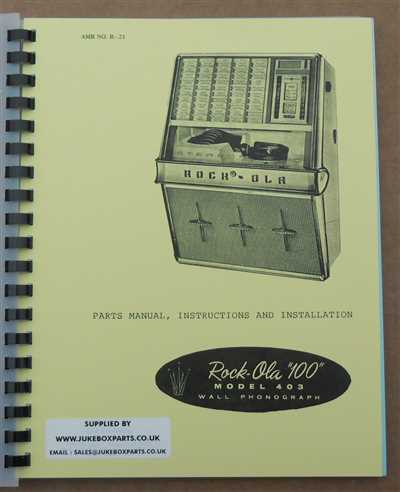 AMR NO. R-21
ROCK-OLA
PARTS MANUAL, INSTRUCTIONS AND INSTALLATION
Rock-Ola "100"
MODEL 403
WALL PHONOGRAPH
SUPPLIED BY
WWW.JUKEBOXPARTS.CO.UK
EMAIL : SALES@JUKEBOXPARTS.CO.UK